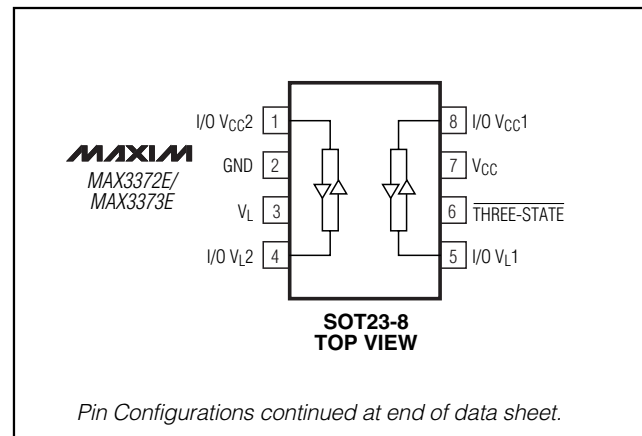 I/O VCC2 1
8 I/O VCC1
MAXIM
MAX3372E/
MAX3373E
GND 2
7 VCC
VL 3
6 THREE-STATE
I/O VL2 4
5 I/O VL1
SOT23-8
TOP VIEW
Pin Configurations continued at end of data sheet.